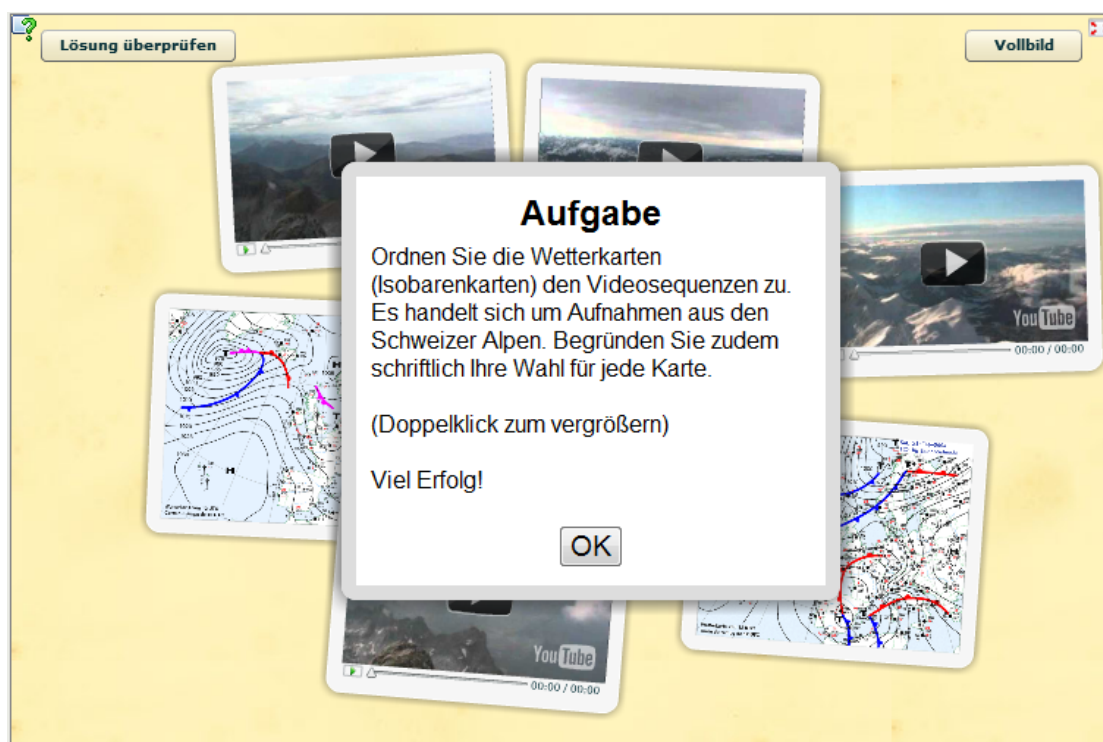 Lösung überprüfen
Vollbild
Aufgabe
Ordnen Sie die Wetterkarten
(Isobarenkarten) den Videosequenzen zu.
Es handelt sich um Aufnahmen aus den
Schweizer Alpen. Begründen Sie zudem
schriftlich Ihre Wahl für jede Karte.
(Doppelklick zum vergrößern)
Viel Erfolg!
OK
YouTube
00:00 / 00:00
H
H
T
YouTube
00:00 / 00:00